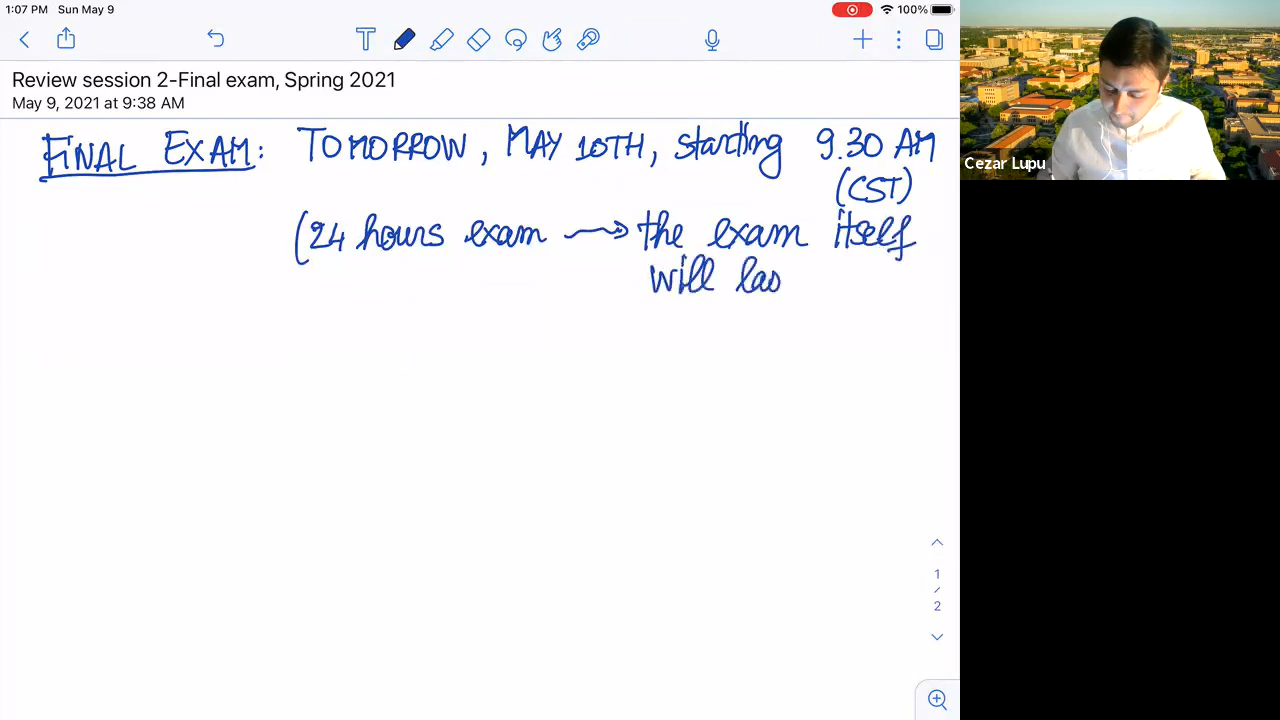 1:07 PM Sun May 9
100%
Review session 2-Final exam, Spring 2021
May 9, 2021 at 9:38 AM
FINAL EXAM: TOMORROW, MAY 10TH, starting 9.30 AM
(CST)
(24 hours exam → the exam itself
will las
1
/
2
Cezar Lupu